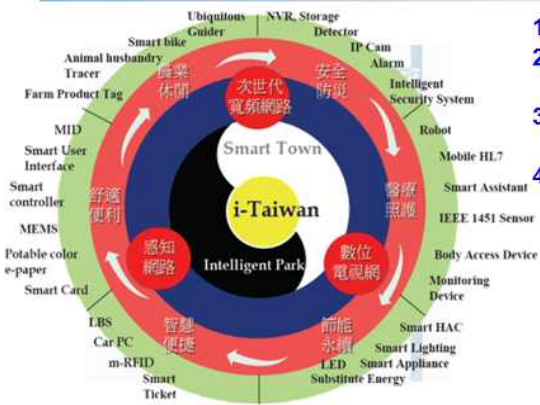 Ubiquitous
Guider
NVR, Storage
Detector
IP Cam
Alarm
Intelligent
Security System
Robot
Mobile HL7
Smart Assistant
IEEE 1451 Sensor
Body Access Device
Monitoring
Device
Smart HAC
Smart Lighting
Smart Appliance
LED
Substitute Energy
Smart
Ticket
m-RFID
Car PC
LBS
Smart Card
Potable color
e-paper
MEMS
Smart
controller
Smart User
Interface
MID
Farm Product Tag
Animal husbandry
Tracer
Smart bike
農業
休閒
安全
防災
醫療
照護
節能
永續
智慧
便捷
舒適
便利
次世代
寬頻網路
數位
電視網
感知
網路
Smart Town
i-Taiwan
Intelligent Park
1
2
3
4